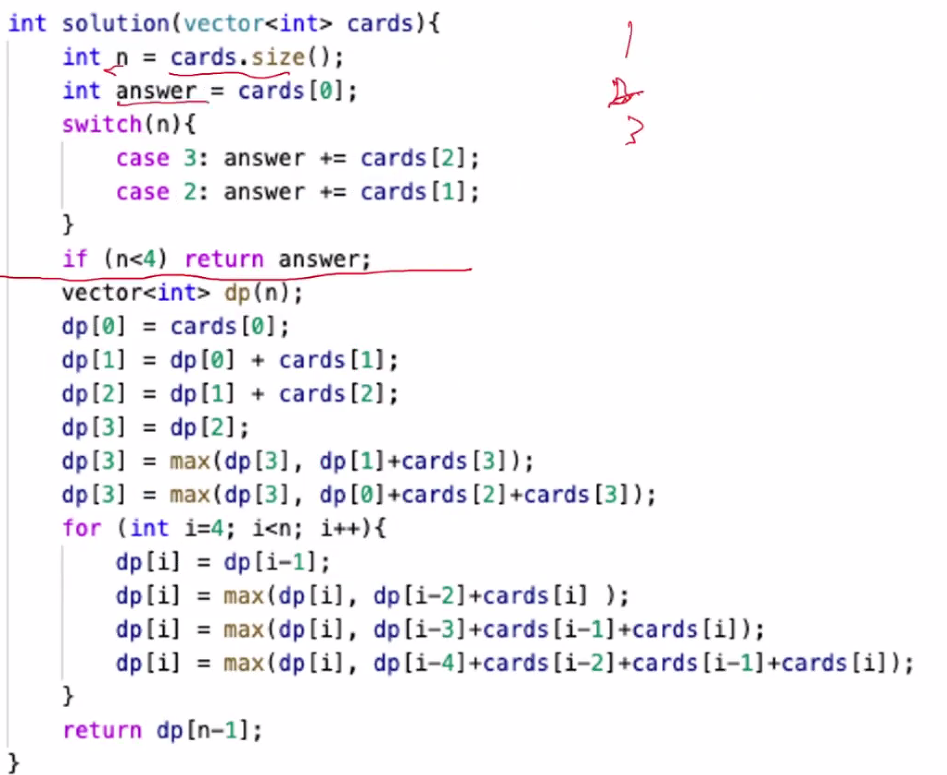 int solution(vector<int> cards){
    int n = cards.size();
    int answer = cards[0];
    switch(n){
        case 3: answer += cards[2];
        case 2: answer += cards[1];
    }
    if (n<4) return answer;
    vector<int> dp(n);
    dp[0] = cards[0];
    dp[1] = dp[0] + cards[1];
    dp[2] = dp[1] + cards[2];
    dp[3] = dp[2];
    dp[3] = max(dp[3], dp[1]+cards[3]);
    dp[3] = max(dp[3], dp[0]+cards[2]+cards[3]);
    for (int i=4; i<n; i++){
        dp[i] = dp[i-1];
        dp[i] = max(dp[i], dp[i-2]+cards[i] );
        dp[i] = max(dp[i], dp[i-3]+cards[i-1]+cards[i]);
        dp[i] = max(dp[i], dp[i-4]+cards[i-2]+cards[i-1]+cards[i]);
    }
    return dp[n-1];
}
1
2
3